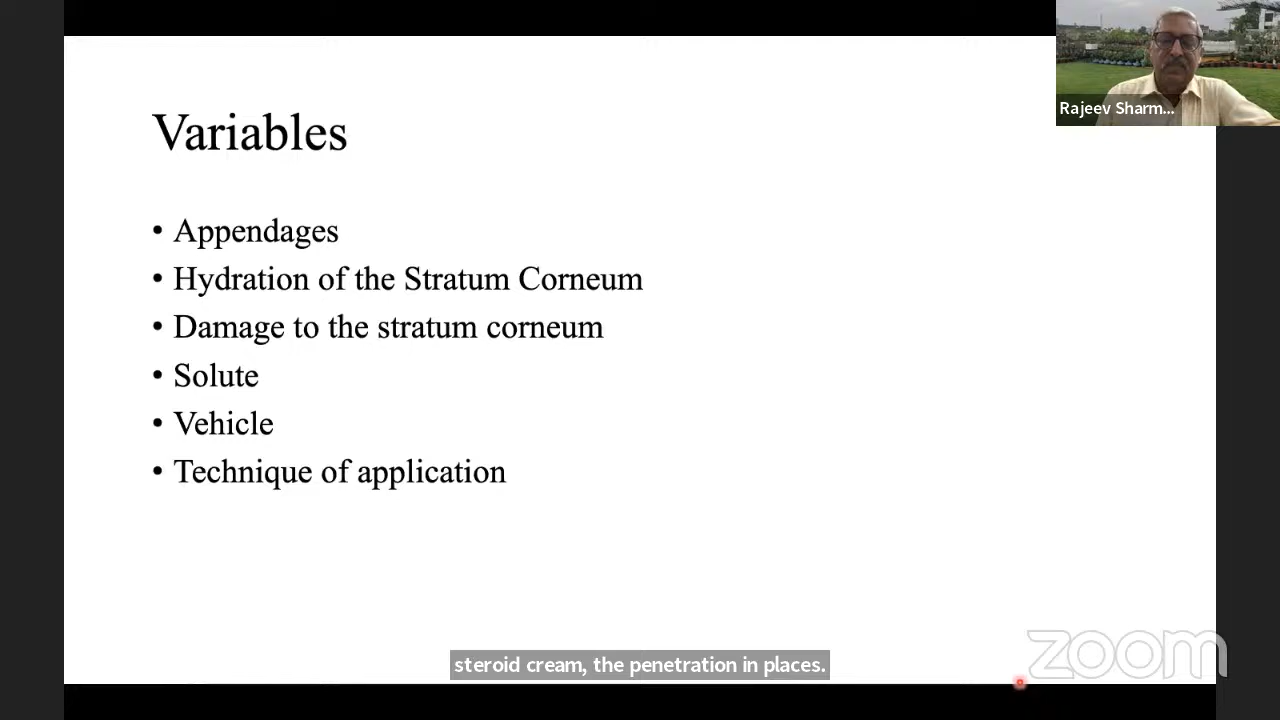 Rajeev Sharm...
Variables
• Appendages
• Hydration of the Stratum Corneum
• Damage to the stratum corneum
• Solute
• Vehicle
• Technique of application
steroid cream, the penetration in places.
zoom